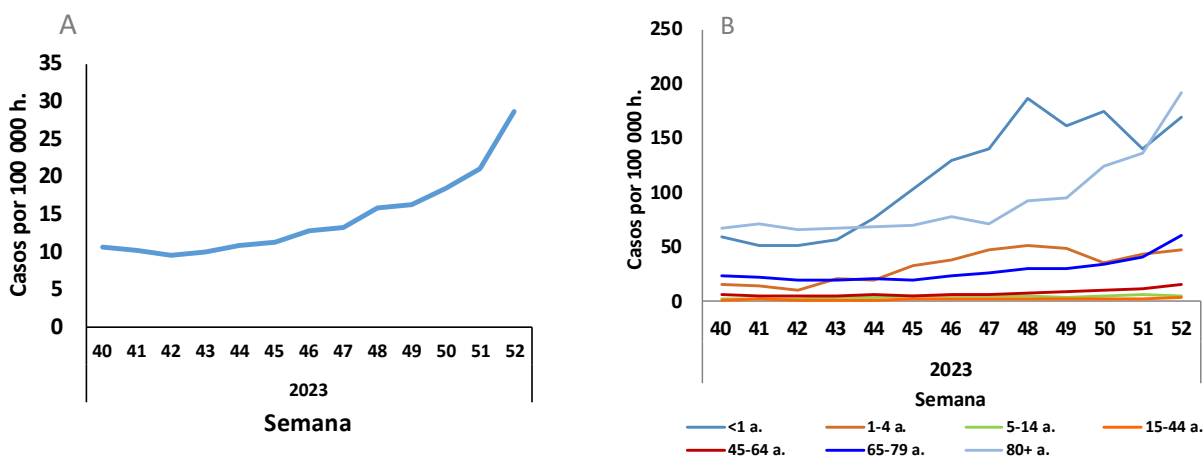 A
Casos por 100 000 h.
35
30
25
20
15
10
5
0
40 41 42 43 44 45 46 47 48 49 50 51 52
2023
Semana
B
Casos por 100 000 h.
250
200
150
100
50
0
40 41 42 43 44 45 46 47 48 49 50 51 52
2023
Semana
<1 a. 1-4 a. 5-14 a. 15-44 a.
45-64 a. 65-79 a. 80+ a.